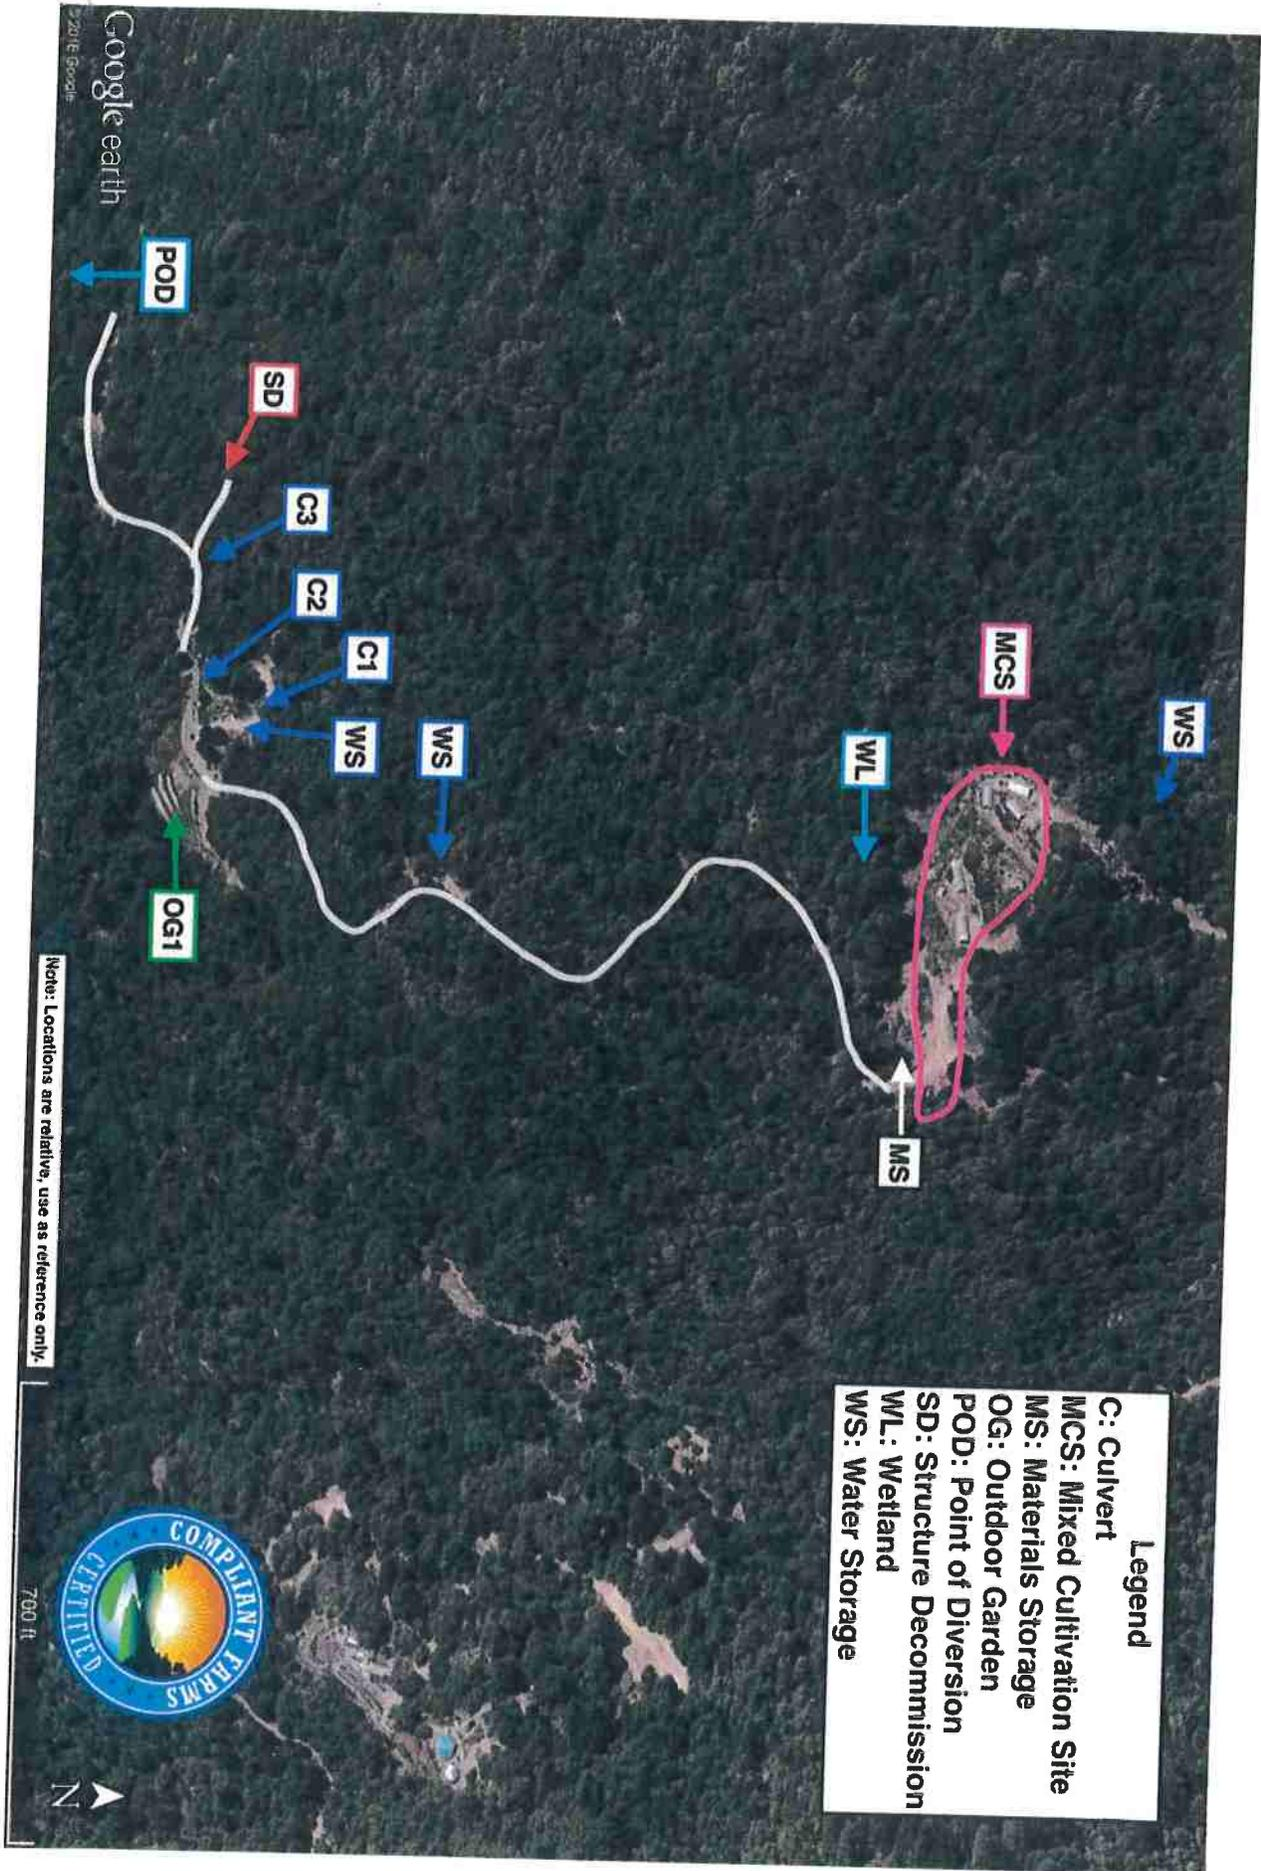 WS
MCS
WL
WS
C1
WS
C2
C3
SD
POD
OG1
MS
Legend
C: Culvert
MCS: Mixed Cultivation Site
MS: Materials Storage
OG: Outdoor Garden
POD: Point of Diversion
SD: Structure Decommission
WL: Wetland
WS: Water Storage
Google earth
© 2016 Google
Note: Locations are relative, use as reference only.
COMPLIANT FARMS
CERTIFIED
N
700 ft